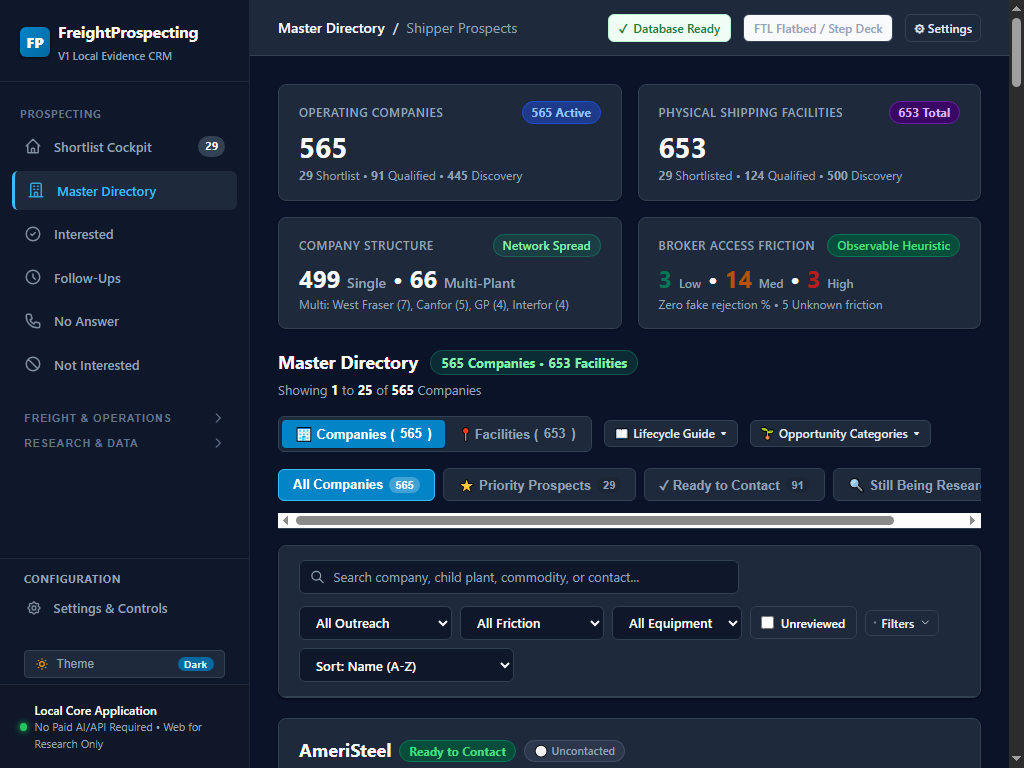 FP
FreightProspecting
V1 Local Evidence CRM
PROSPECTING
Shortlist Cockpit 29
Master Directory
Interested
Follow-Ups
No Answer
Not Interested
FREIGHT & OPERATIONS
RESEARCH & DATA
CONFIGURATION
Settings & Controls
Theme Dark
Local Core Application
No Paid AI/API Required • Web for
Research Only
Master Directory / Shipper Prospects
✓ Database Ready
FTL Flatbed / Step Deck
⚙ Settings
OPERATING COMPANIES 565 Active
565
29 Shortlist • 91 Qualified • 445 Discovery
PHYSICAL SHIPPING FACILITIES 653 Total
653
29 Shortlisted • 124 Qualified • 500 Discovery
COMPANY STRUCTURE Network Spread
499 Single • 66 Multi-Plant
Multi: West Fraser (7), Canfor (5), GP (4), Interfor (4)
BROKER ACCESS FRICTION Observable Heuristic
3 Low • 14 Med • 3 High
Zero fake rejection % • 5 Unknown friction
Master Directory 565 Companies • 653 Facilities
Showing 1 to 25 of 565 Companies
🏢 Companies ( 565 ) 📍 Facilities ( 653 ) 📖 Lifecycle Guide ▾ 🌱 Opportunity Categories ▾
All Companies 565 ⭐ Priority Prospects 29 ✓ Ready to Contact 91 🔍 Still Being Resear
Search company, child plant, commodity, or contact...
All Outreach All Friction All Equipment Unreviewed Filters
Sort: Name (A-Z)
AmeriSteel Ready to Contact Uncontacted